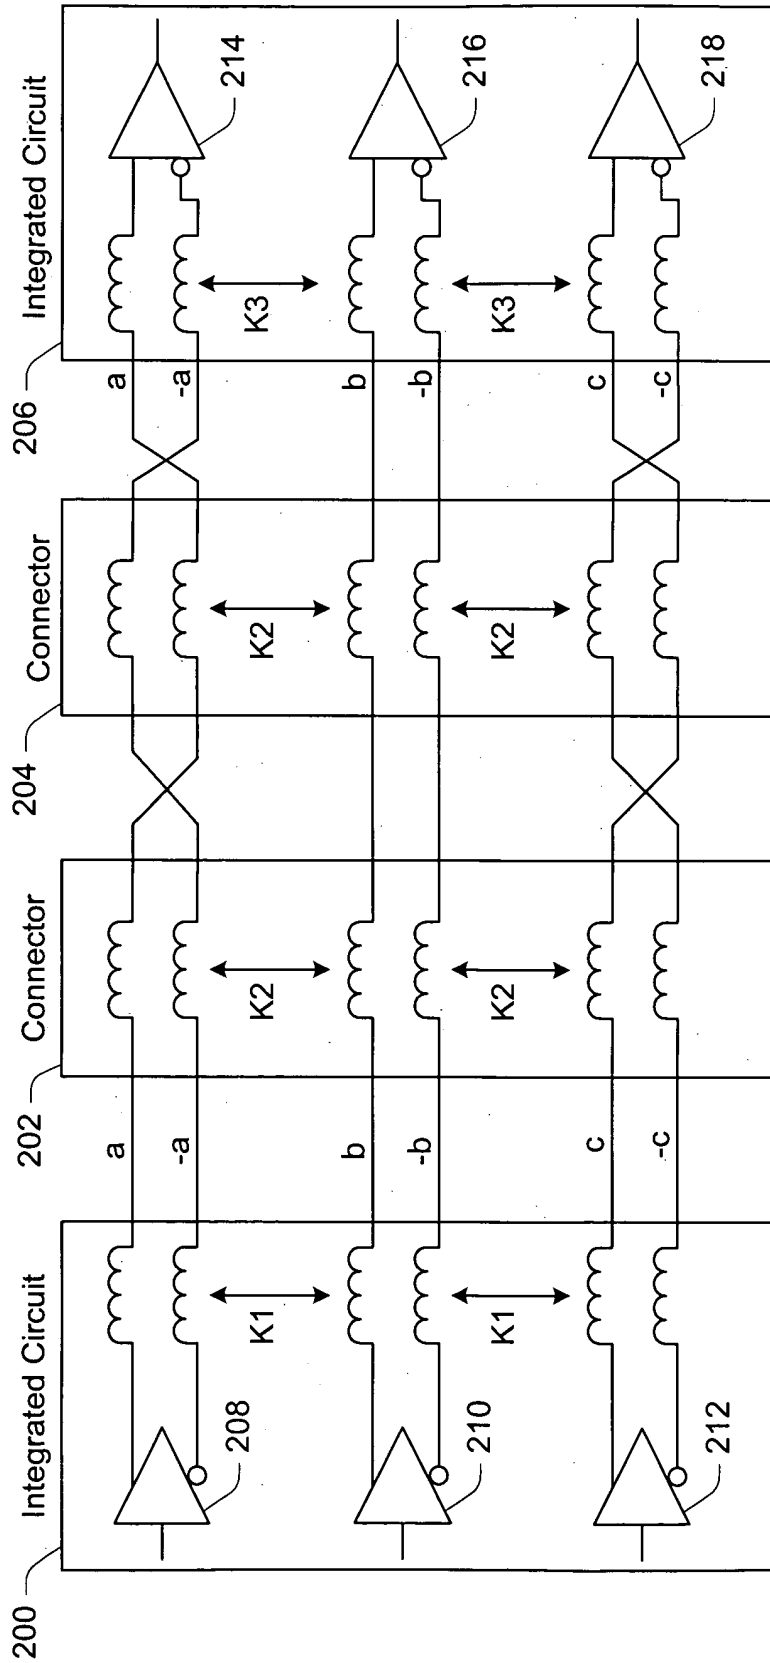 200
Integrated Circuit
202
Connector
204
Connector
206
Integrated Circuit
208
K1
a
-a
K2
K2
a
-a
K3
214
210
K1
b
-b
K2
K2
b
-b
K3
216
212
c
-c
c
-c
218